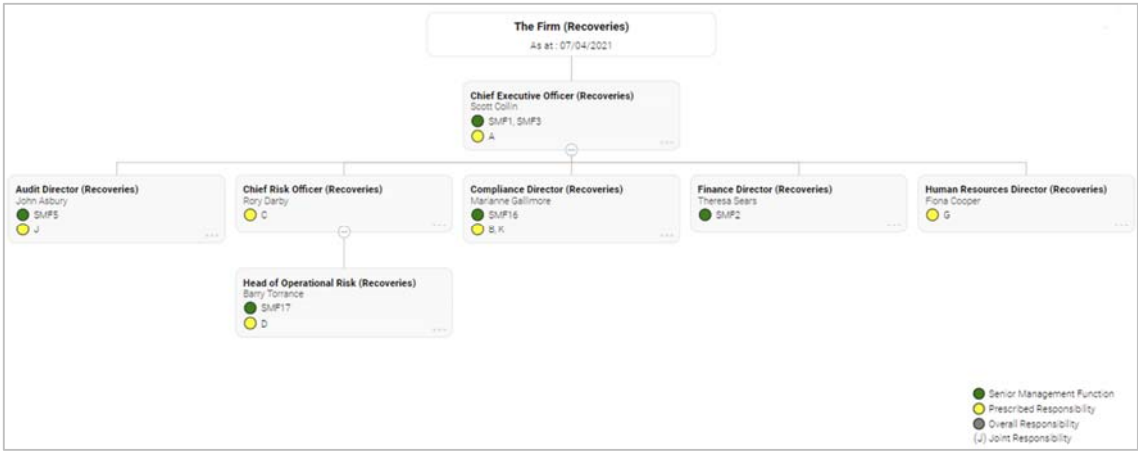 The Firm (Recoveries)
As at : 07/04/2021
Chief Executive Officer (Recoveries)
Scott Collin
SMF1, SMF3
A
Audit Director (Recoveries)
John Asbury
SMF5
J
Chief Risk Officer (Recoveries)
Rory Darby
C
Compliance Director (Recoveries)
Marianne Gallimore
SMF16
B, K
Finance Director (Recoveries)
Theresa Sears
SMF2
Human Resources Director (Recoveries)
Fiona Cooper
G
Head of Operational Risk (Recoveries)
Barry Torrance
SMF17
D
Senior Management Function
Prescribed Responsibility
Overall Responsibility
(J) Joint Responsibility